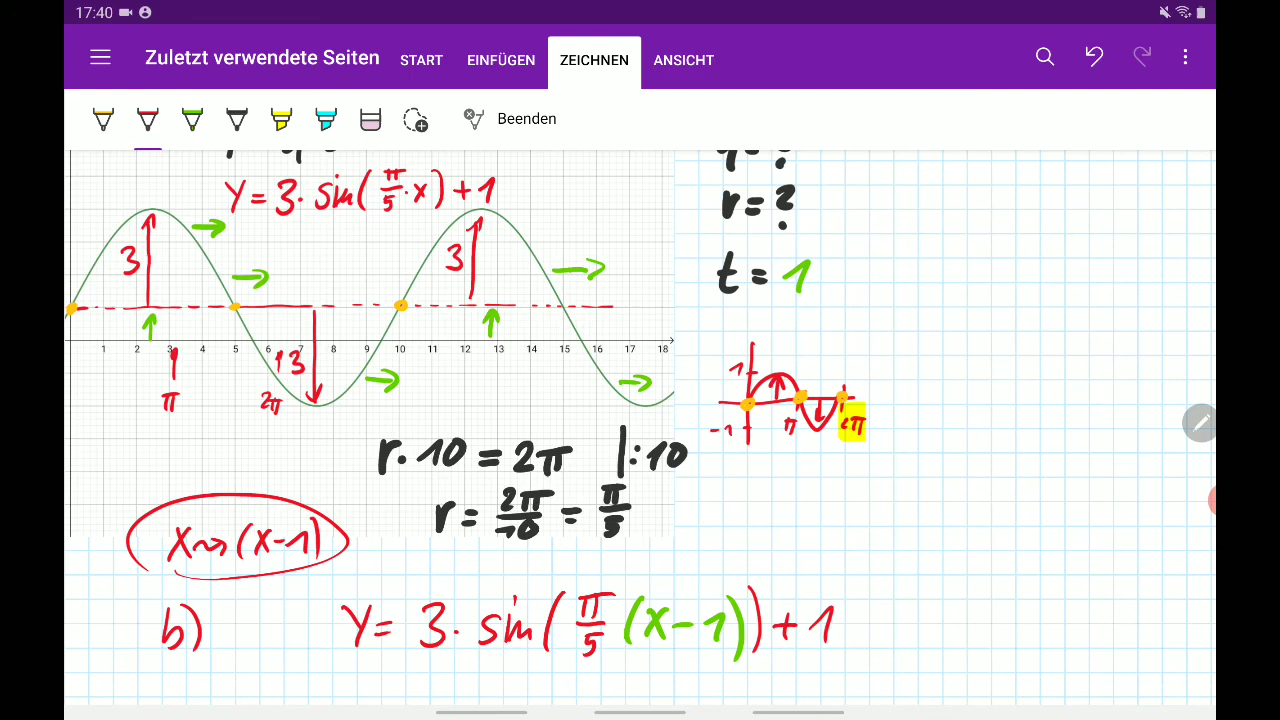 17:40
Zuletzt verwendete Seiten START EINFÜGEN ZEICHNEN ANSICHT
Beenden
y = 3 · sin(π/5 · x) + 1
3
3
13
1 2 3 4 5 6 7 8 9 10 11 12 13 14 15 16 17 18
π
2π
r · 10 = 2π |: 10
r = 2π/10 = π/5
r = ?
t = 1
1
-1
π
2π
x ⇝ (x - 1)
b) y = 3 · sin(π/5 (x - 1)) + 1